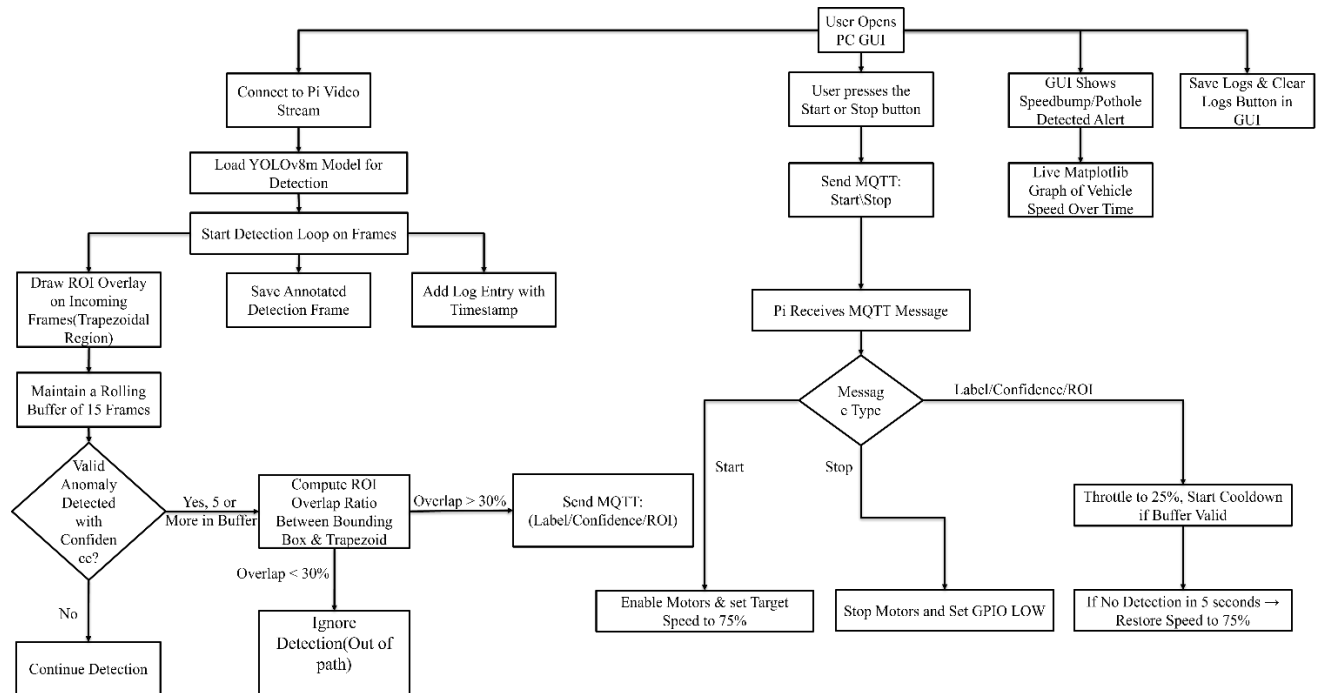 User Opens
PC GUI
Connect to Pi Video
Stream
User presses the
Start or Stop button
GUI Shows
Speedbump/Pothole
Detected Alert
Save Logs & Clear
Logs Button in
GUI
Load YOLOv8m Model for
Detection
Send MQTT:
Start\Stop
Live Matplotlib
Graph of Vehicle
Speed Over Time
Start Detection Loop on Frames
Draw ROI Overlay
on Incoming
Frames(Trapezoidal
Region)
Save Annotated
Detection Frame
Add Log Entry with
Timestamp
Pi Receives MQTT Message
Maintain a Rolling
Buffer of 15 Frames
Messag
e Type
Label/Confidence/ROI
Start
Stop
Valid
Anomaly
Detected
with
Confiden
ce?
Yes, 5 or
More in Buffer
Compute ROI
Overlap Ratio
Between Bounding
Box & Trapezoid
Overlap > 30%
Send MQTT:
(Label/Confidence/ROI)
Throttle to 25%, Start Cooldown
if Buffer Valid
Overlap < 30%
No
Enable Motors & set Target
Speed to 75%
Stop Motors and Set GPIO LOW
If No Detection in 5 seconds →
Restore Speed to 75%
Continue Detection
Ignore
Detection(Out of
path)